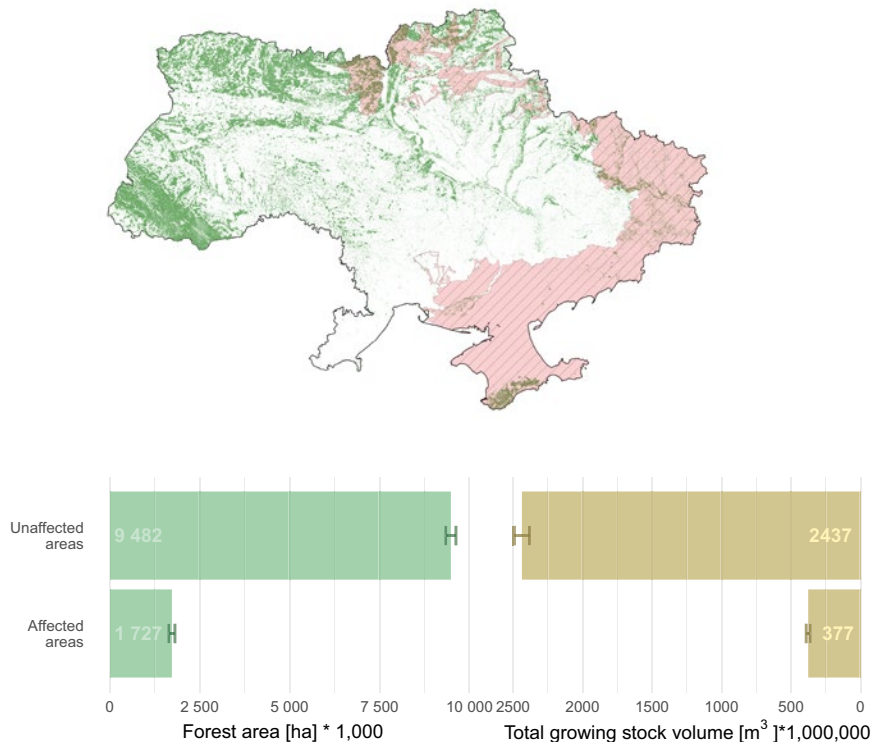 Unaffected
areas
9 482
2437
Affected
areas
1 727
377
0 2 500 5 000 7 500 10 000 2500 2000 1500 1000 500 0
Forest area [ha] * 1,000 Total growing stock volume [m³ ]*1,000,000